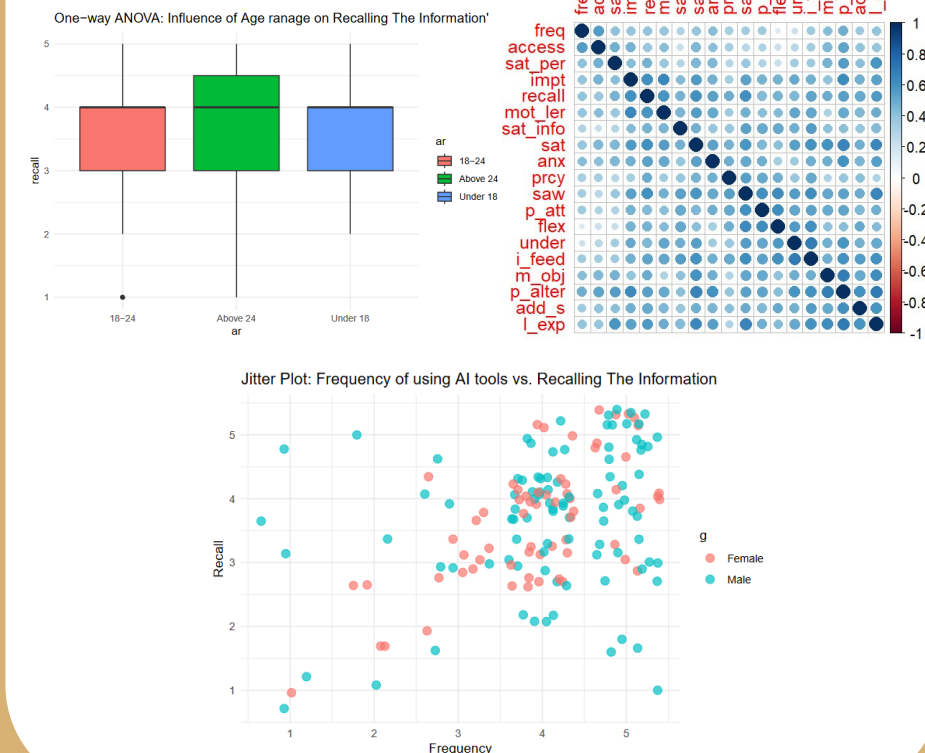 One−way ANOVA: Influence of Age ranage on Recalling The Information'
5
4
3
2
1
recall
18−24
Above 24
Under 18
ar
ar
18−24
Above 24
Under 18
freq
access
sat_per
impt
recall
mot_ler
sat_info
sat
anx
prcy
saw
p_att
flex
under
i_feed
m_obj
p_alter
add_s
l_exp
1
0.8
0.6
0.4
0.2
0
-0.2
-0.4
-0.6
-0.8
-1
Jitter Plot: Frequency of using AI tools vs. Recalling The Information
5
4
3
2
1
Recall
1
2
3
4
5
Frequency
g
Female
Male